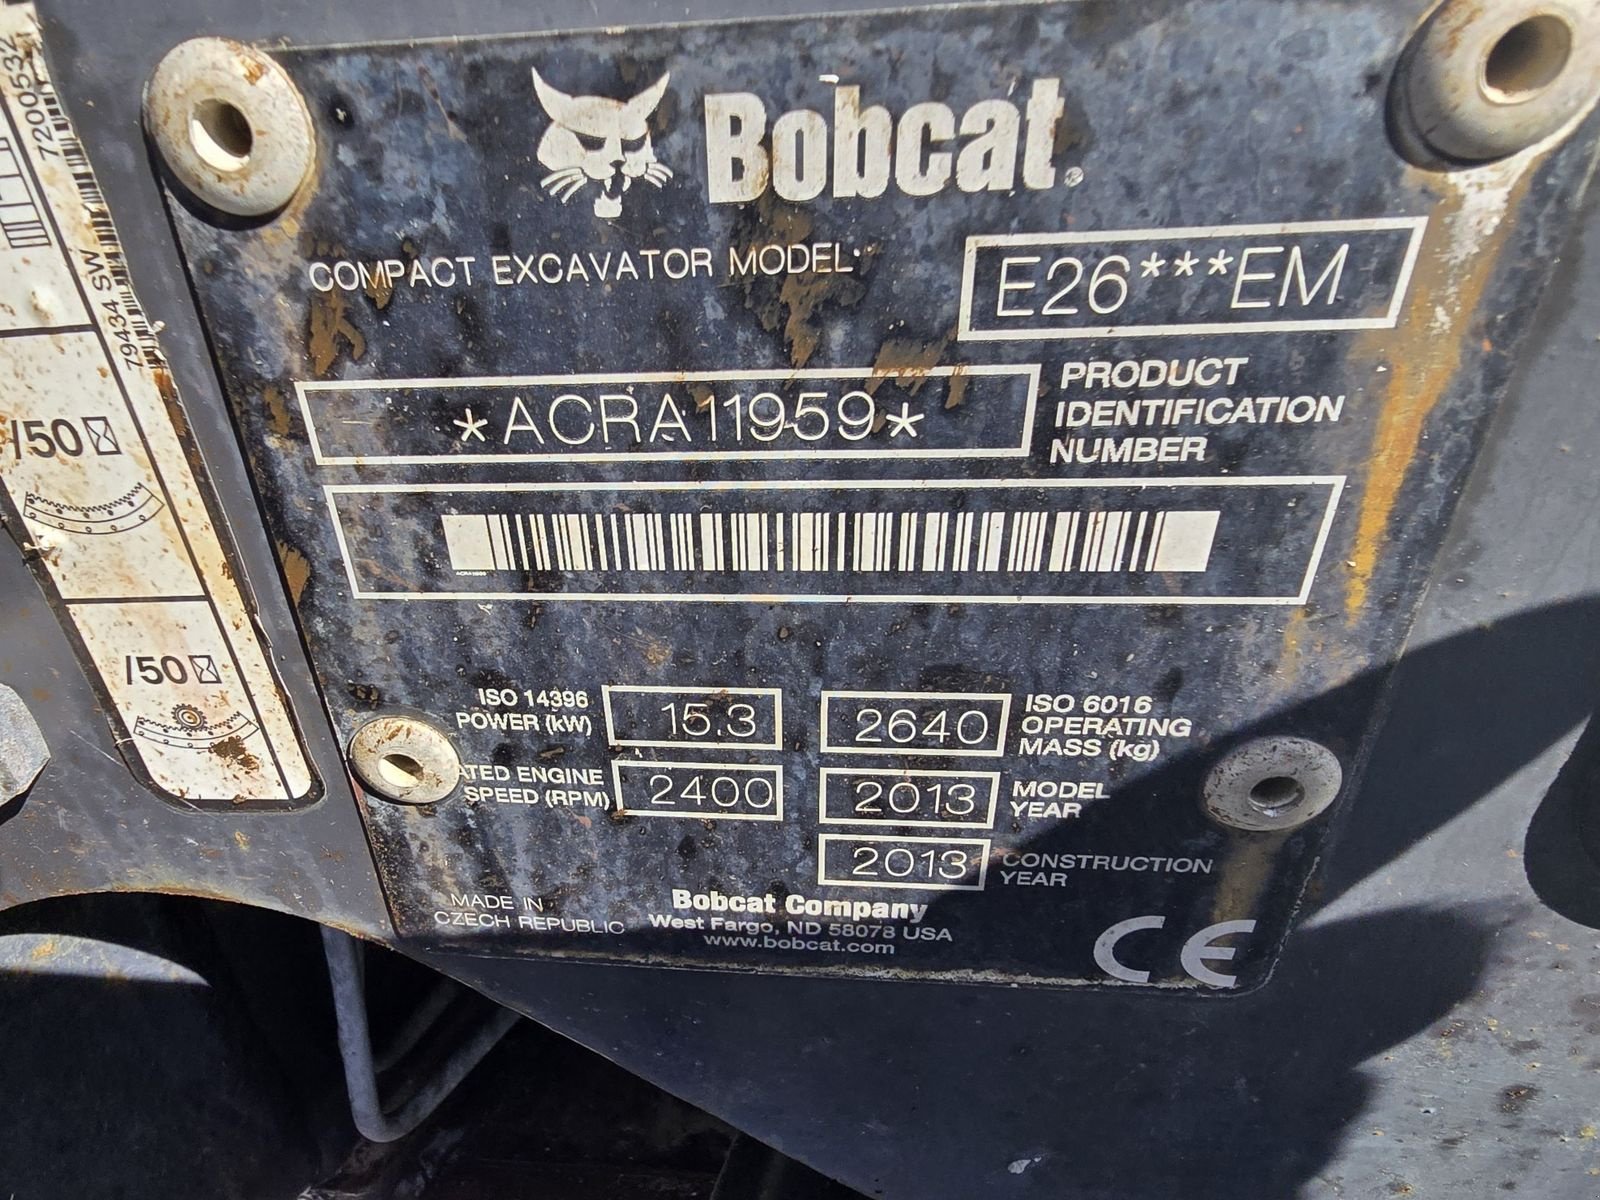 7200532
79434 SW
/50
/50
Bobcat®
COMPACT EXCAVATOR MODEL
E26***EM
*ACRA11959*
PRODUCT
IDENTIFICATION
NUMBER
ISO 14396
POWER (kW)
15.3
2640
ISO 6016
OPERATING
MASS (kg)
ATED ENGINE
SPEED (RPM)
2400
2013
MODEL
YEAR
2013
CONSTRUCTION
YEAR
MADE IN
CZECH REPUBLIC
Bobcat Company
West Fargo, ND 58078 USA
www.bobcat.com
CE